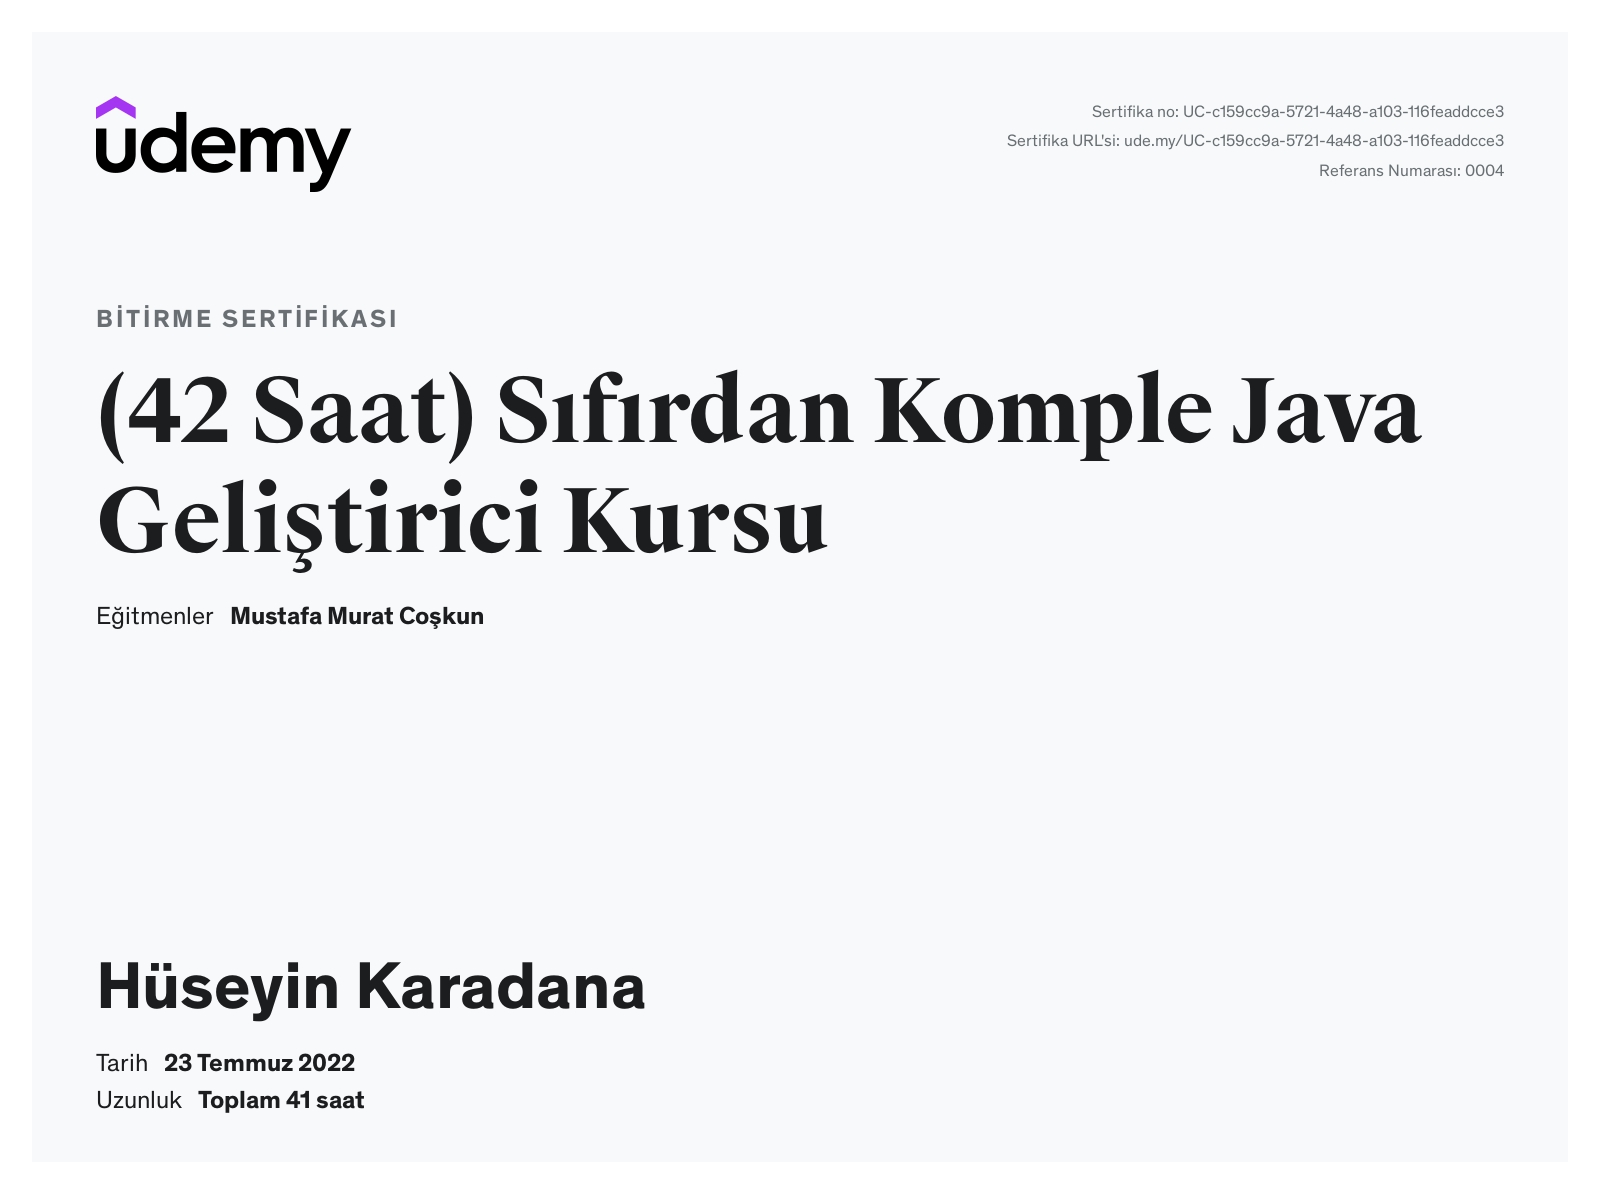 udemy
Sertifika no: UC-c159cc9a-5721-4a48-a103-116feaddcce3
Sertifika URL'si: ude.my/UC-c159cc9a-5721-4a48-a103-116feaddcce3
Referans Numarası: 0004
BİTİRME SERTİFİKASI
(42 Saat) Sıfırdan Komple Java
Geliştirici Kursu
Eğitmenler Mustafa Murat Coşkun
Hüseyin Karadana
Tarih 23 Temmuz 2022
Uzunluk Toplam 41 saat